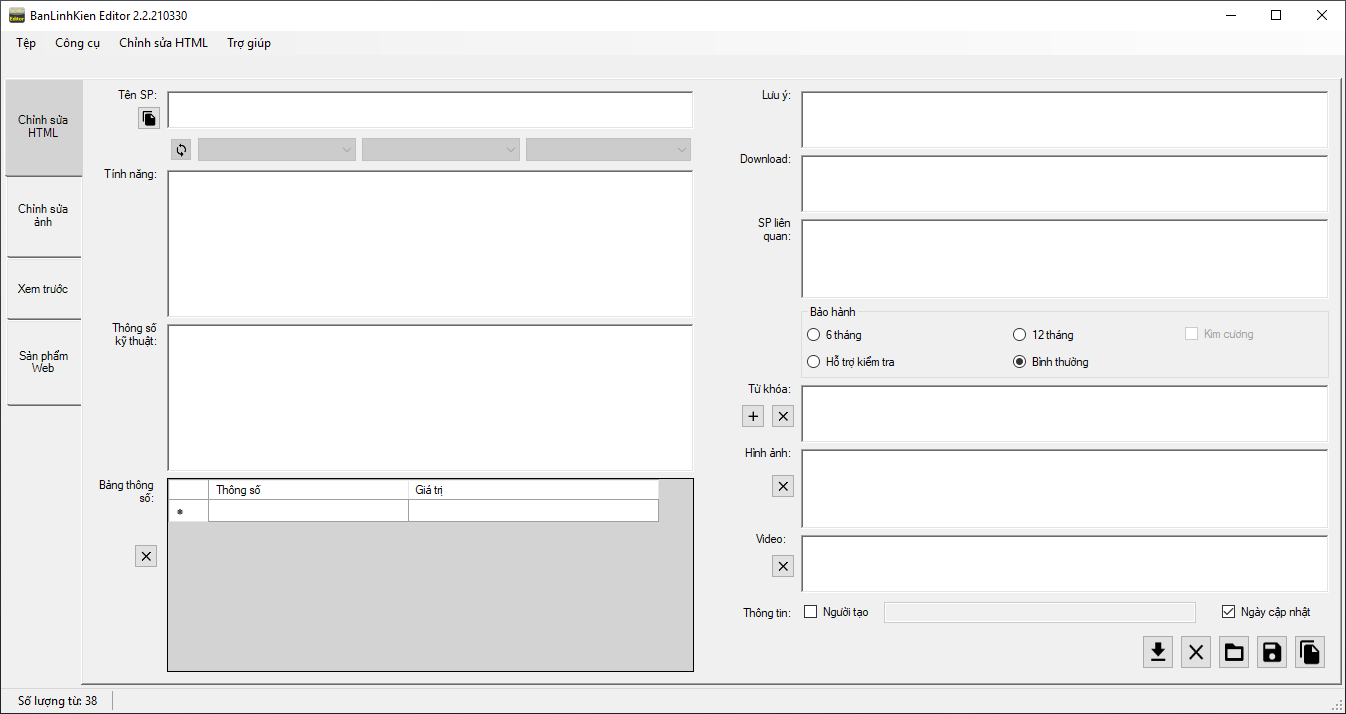 BanLinhKien Editor 2.2.210330
Tệp Công cụ Chỉnh sửa HTML Trợ giúp
Chỉnh sửa
HTML
Chỉnh sửa
ảnh
Xem trước
Sản phẩm
Web
Tên SP:
Tính năng:
Thông số
kỹ thuật:
Bảng thông
số:
Thông số Giá trị
Lưu ý:
Download:
SP liên
quan:
Bảo hành
6 tháng 12 tháng Kim cương
Hỗ trợ kiểm tra Bình thường
Từ khóa:
Hình ảnh:
Video:
Thông tin: Người tạo Ngày cập nhật
Số lượng từ: 38